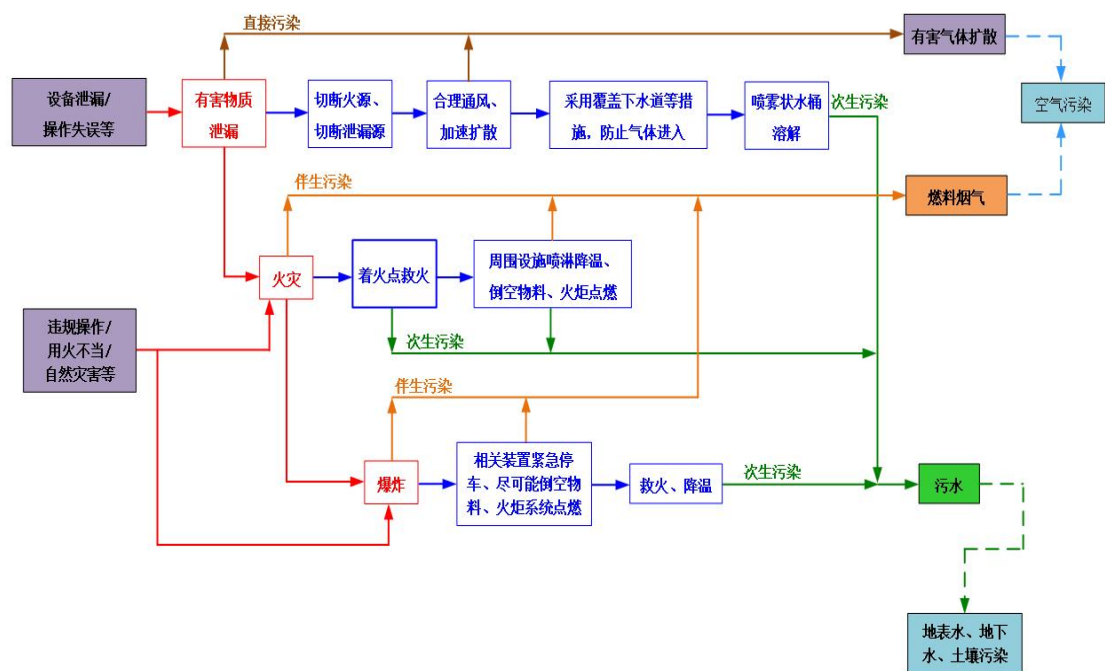 直接污染
有害气体扩散
设备泄漏/
操作失误等
有害物质
泄漏
切断火源、
切断泄漏源
合理通风、
加速扩散
采用覆盖下水道等措
施，防止气体进入
喷雾状水桶
溶解
次生污染
空气污染
伴生污染
燃料烟气
火灾
着火点救火
周围设施喷淋降温、
倒空物料、火炬点燃
违规操作/
用火不当/
自然灾害等
次生污染
伴生污染
爆炸
相关装置紧急停
车、尽可能倒空物
料、火炬系统点燃
救火、降温
次生污染
污水
地表水、地下
水、土壤污染